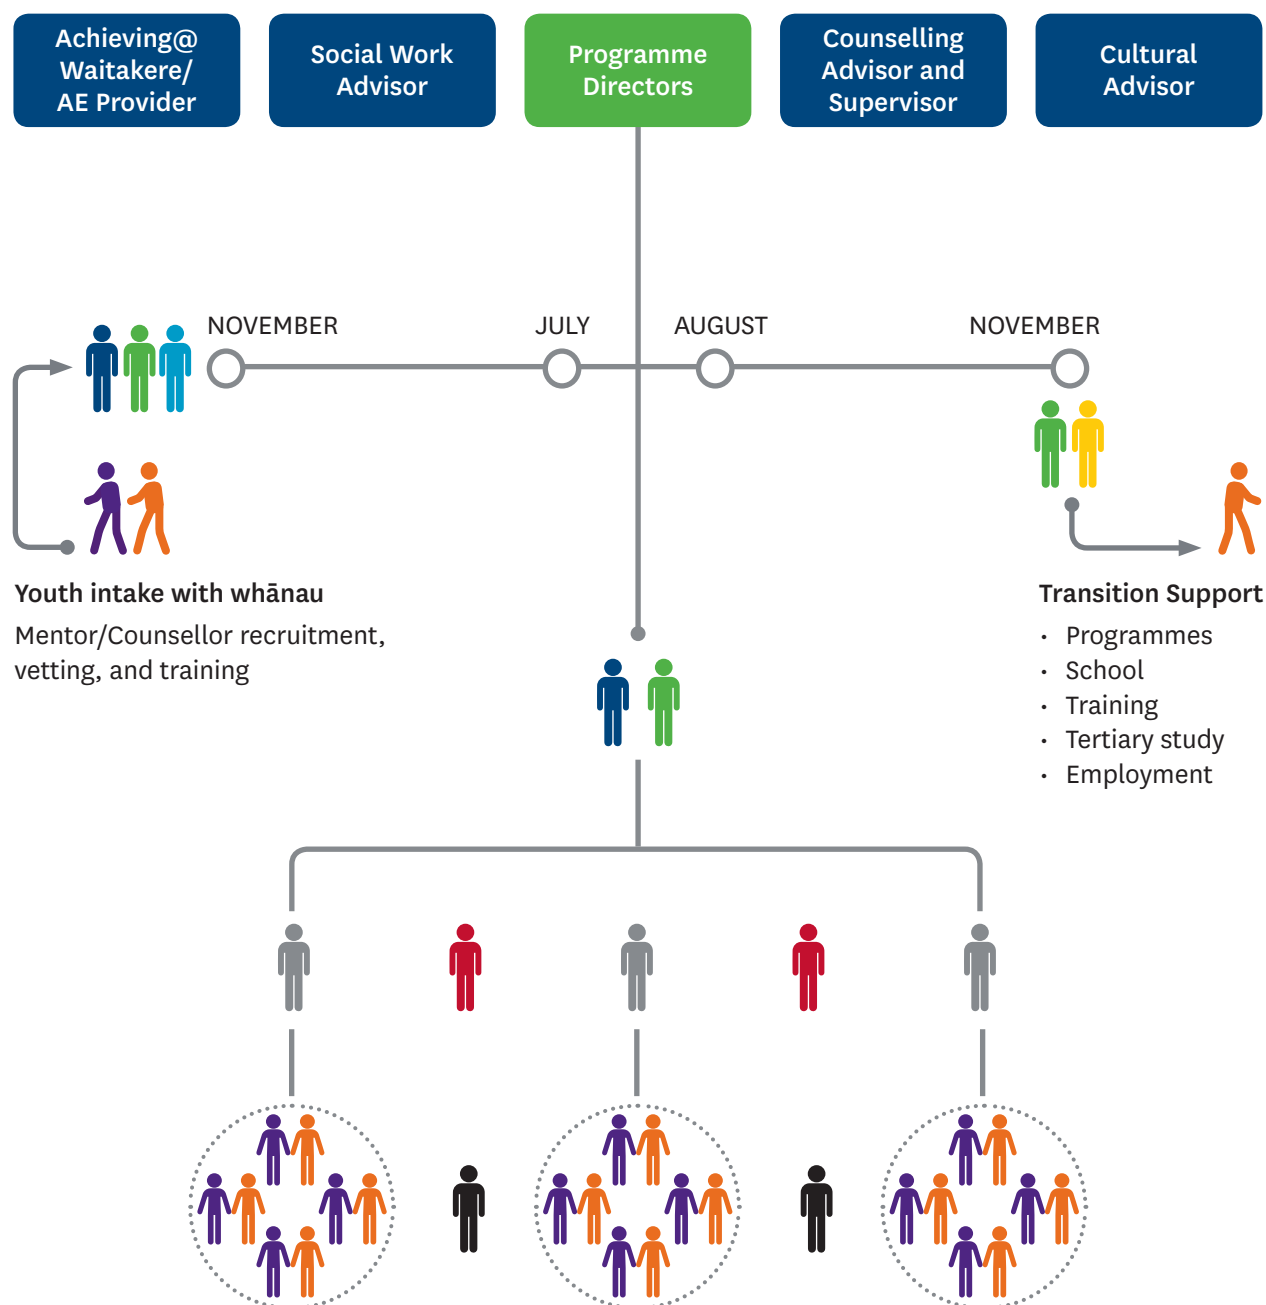 Achieving@
Waitakere/
AE Provider
Social Work
Advisor
Programme
Directors
Counselling
Advisor and
Supervisor
Cultural
Advisor
NOVEMBER
JULY
AUGUST
NOVEMBER
Youth intake with whānau
Mentor/Counsellor recruitment,
vetting, and training
Transition Support
· Programmes
· School
· Training
· Tertiary study
· Employment